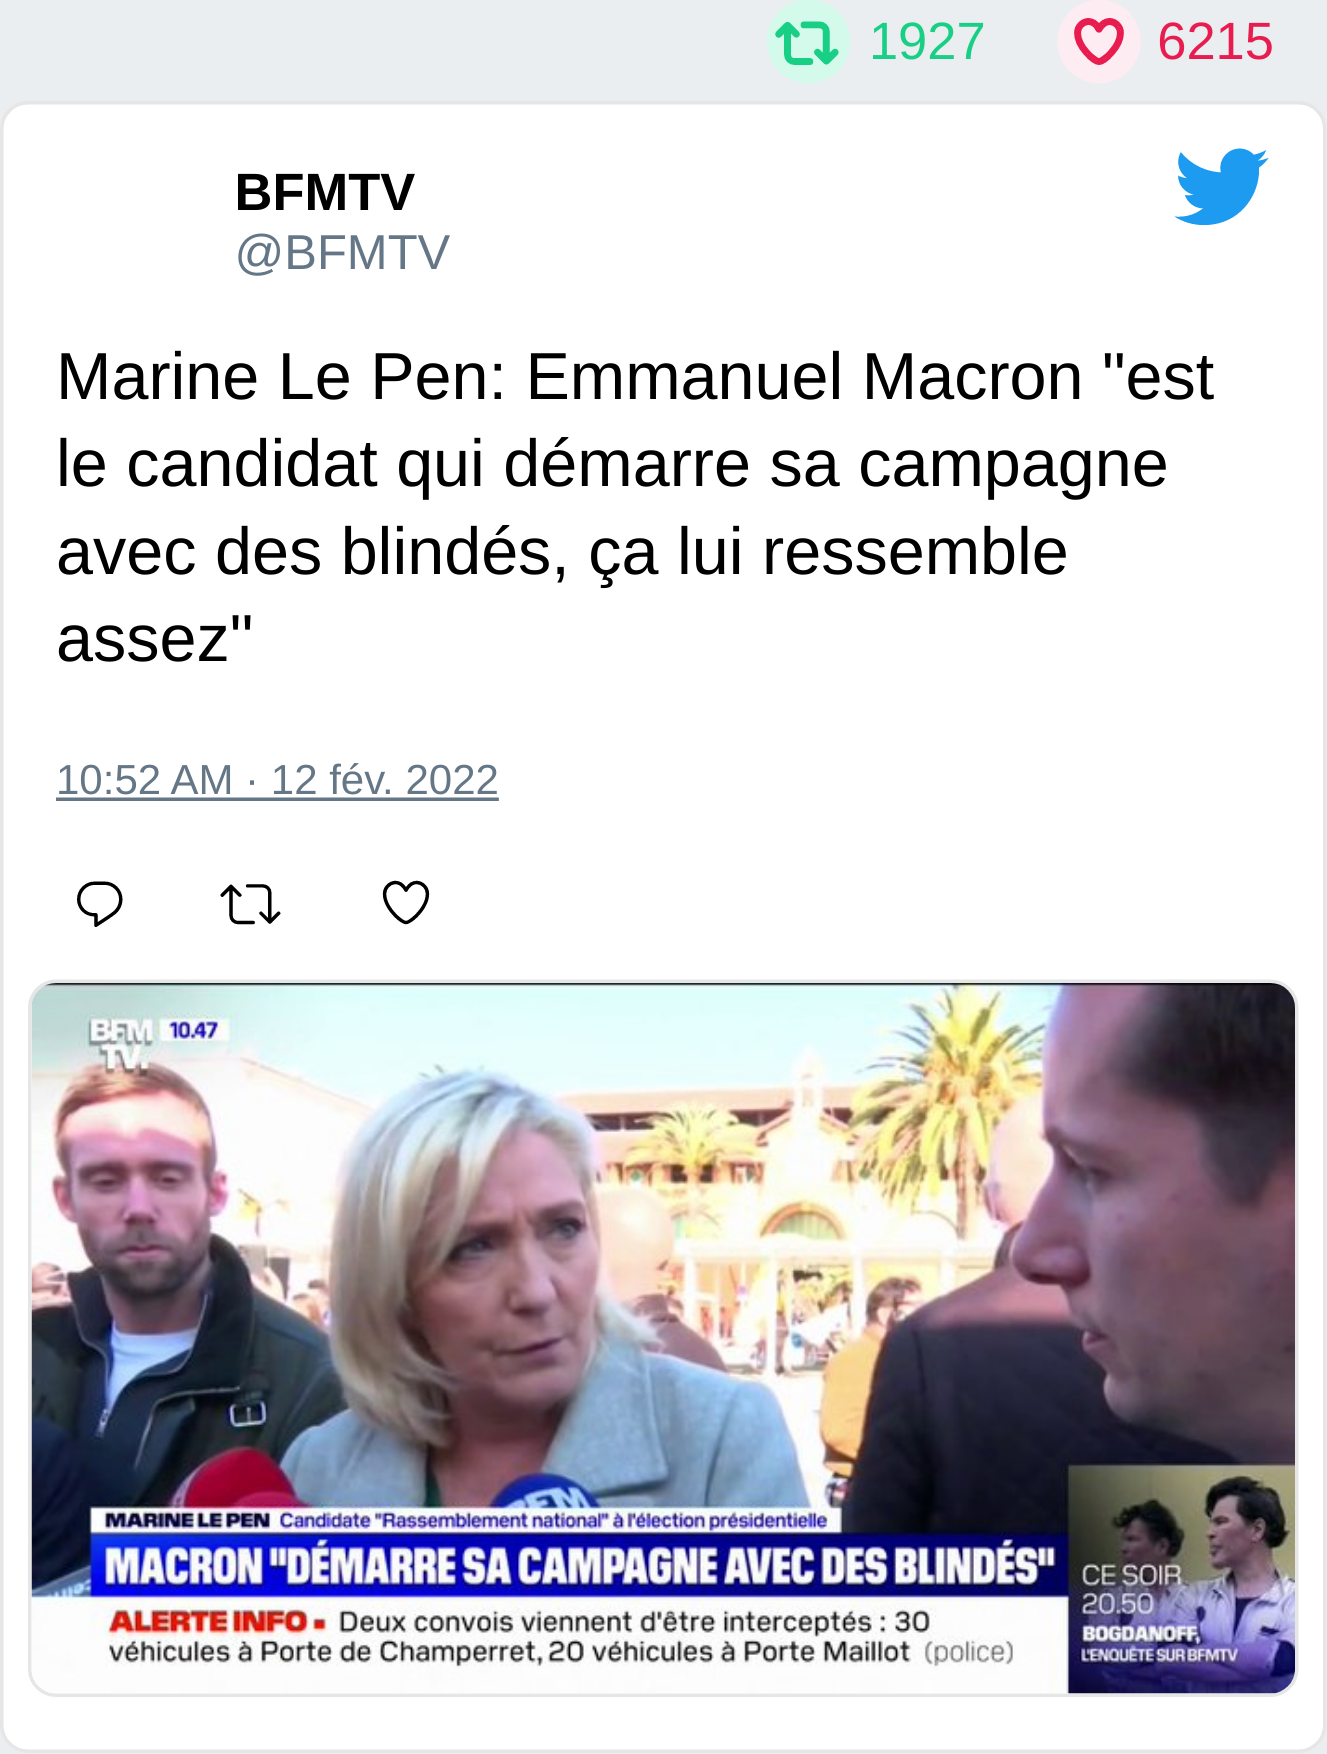 1927 6215
BFMTV
@BFMTV
Marine Le Pen: Emmanuel Macron "est
le candidat qui démarre sa campagne
avec des blindés, ça lui ressemble
assez"
10:52 AM · 12 fév. 2022
BFM 10.47
TV.
BFM
MARINE LE PEN Candidate "Rassemblement national" à l'élection présidentielle
MACRON "DÉMARRE SA CAMPAGNE AVEC DES BLINDÉS"
ALERTE INFO ▪ Deux convois viennent d'être interceptés : 30
véhicules à Porte de Champerret, 20 véhicules à Porte Maillot (police)
CE SOIR
20.50
BOGDANOFF,
L'ENQUÊTE SUR BFMTV